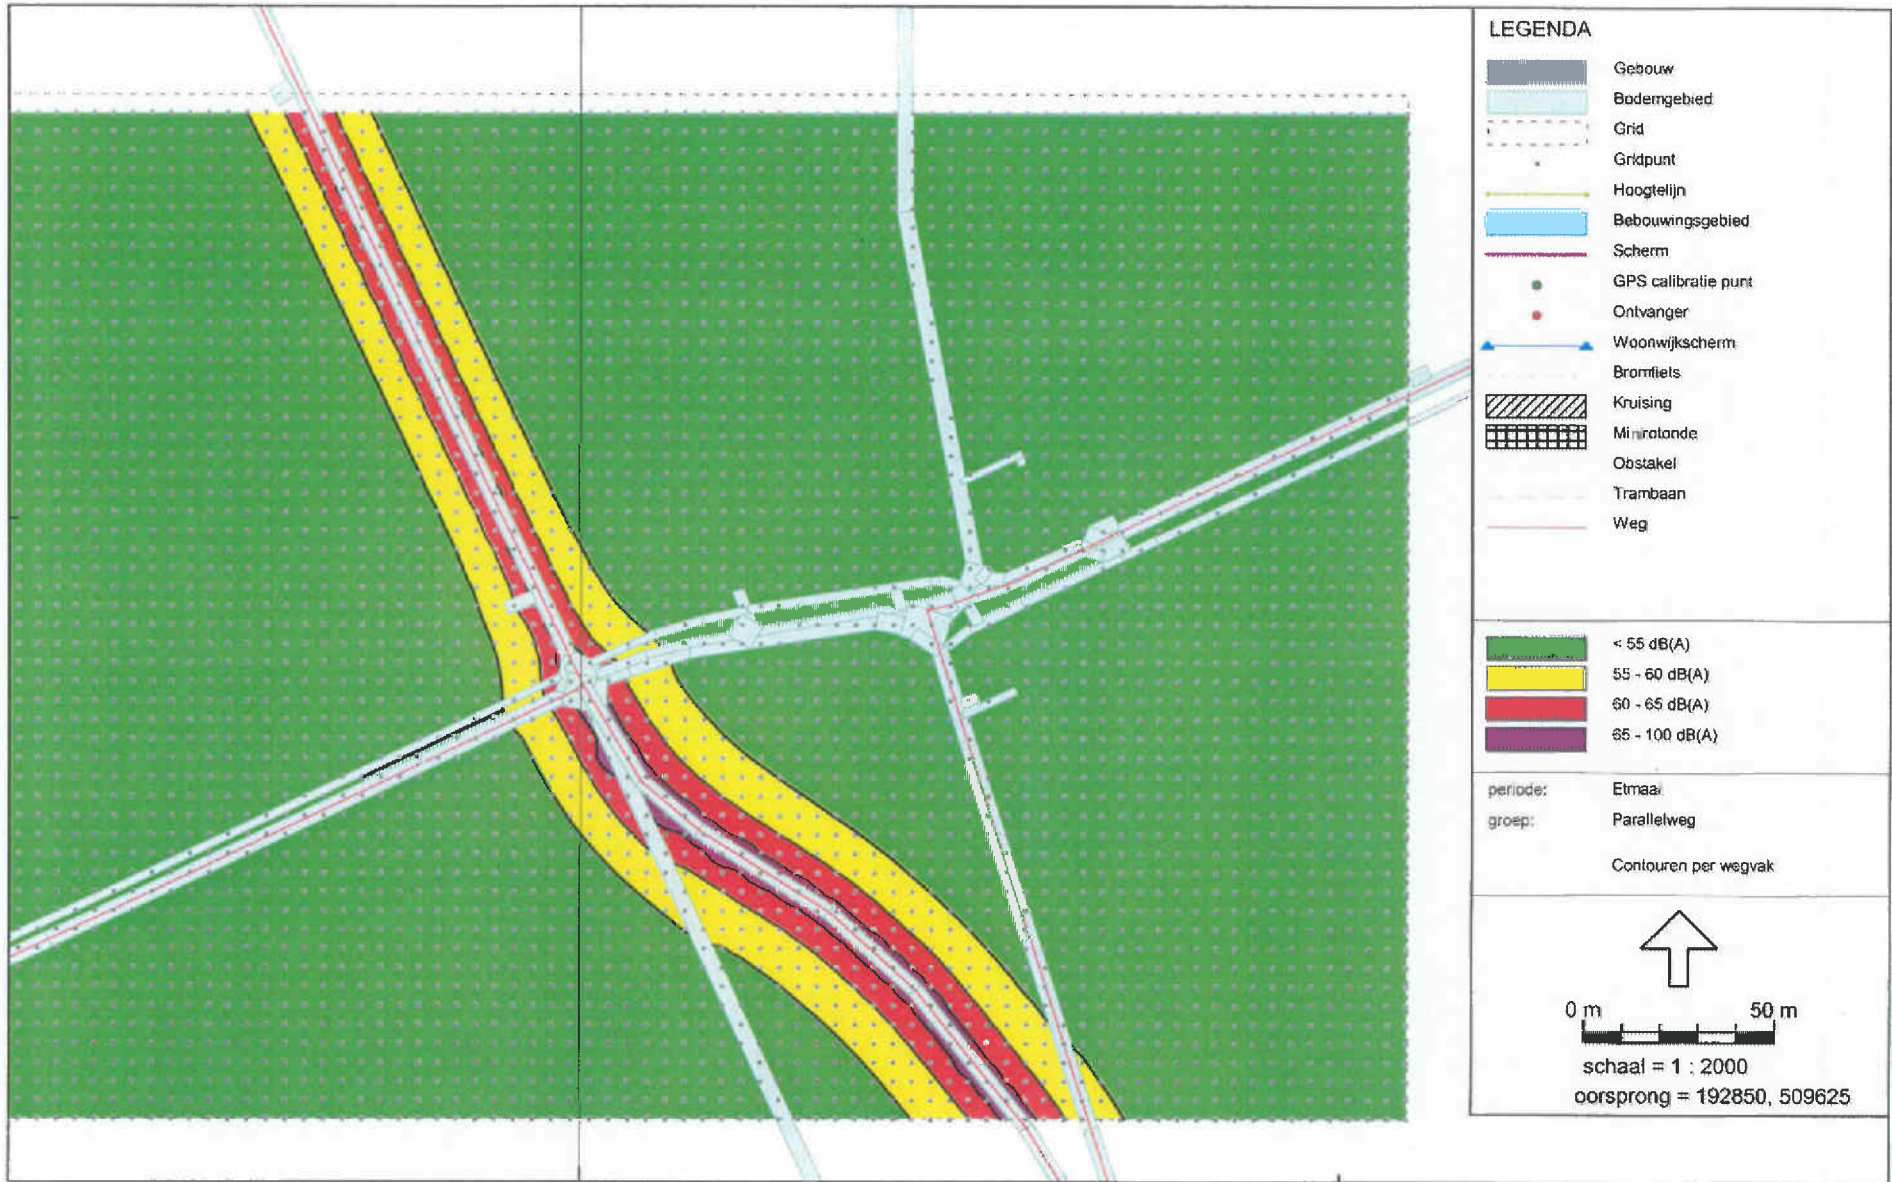 LEGENDA
Gebouw
Bodemgebied
Grid
Gridpunt
Hoogtelijn
Bebouwingsgebied
Scherm
GPS calibratie punt
Ontvanger
Woonwijkscherm
Bromfiets
Kruising
Minirotonde
Obstakel
Trambaan
Weg
< 55 dB(A)
55 - 60 dB(A)
60 - 65 dB(A)
65 - 100 dB(A)
periode: Etmaal
groep: Parallelweg
Contouren per wegvak
0 m 50 m
schaal = 1 : 2000
oorsprong = 192850, 509625